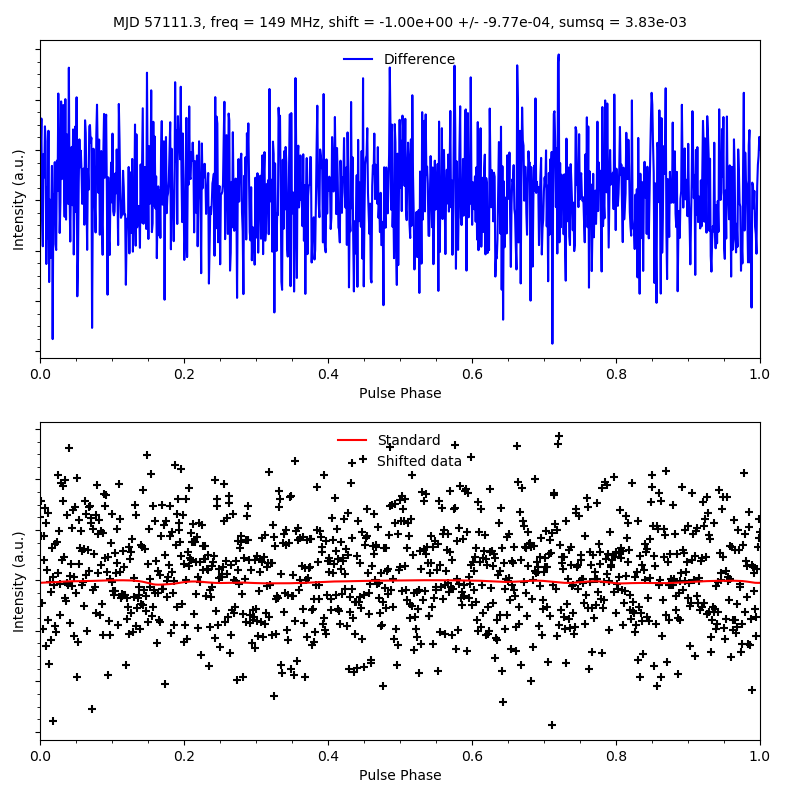 MJD 57111.3, freq = 149 MHz, shift = -1.00e+00 +/- -9.77e-04, sumsq = 3.83e-03
Difference
Intensity (a.u.)
0.0 0.2 0.4 0.6 0.8 1.0
Pulse Phase
Standard
Shifted data
Intensity (a.u.)
0.0 0.2 0.4 0.6 0.8 1.0
Pulse Phase